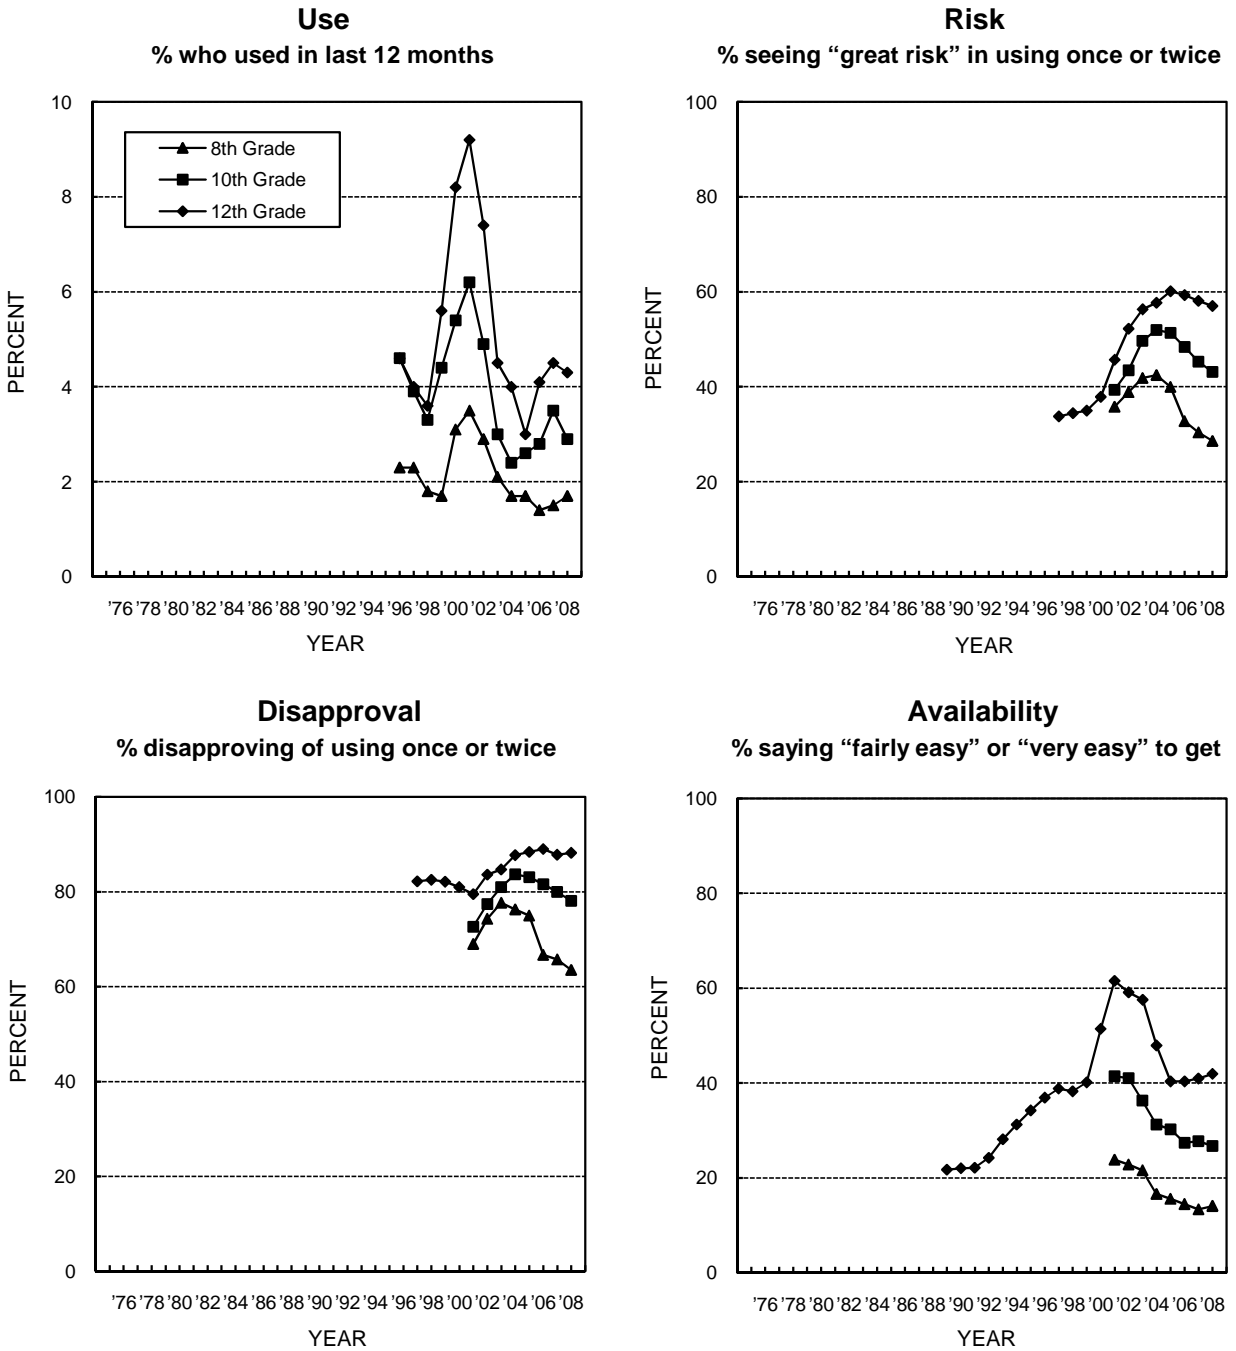 Use
% who used in last 12 months
10
8
6
4
2
0
PERCENT
8th Grade
10th Grade
12th Grade
’76 ’78 ’80 ’82 ’84 ’86 ’88 ’90 ’92 ’94 ’96 ’98 ’00 ’02 ’04 ’06 ’08
YEAR
Risk
% seeing “great risk” in using once or twice
100
80
60
40
20
0
PERCENT
’76 ’78 ’80 ’82 ’84 ’86 ’88 ’90 ’92 ’94 ’96 ’98 ’00 ’02 ’04 ’06 ’08
YEAR
Disapproval
% disapproving of using once or twice
100
80
60
40
20
0
PERCENT
’76 ’78 ’80 ’82 ’84 ’86 ’88 ’90 ’92 ’94 ’96 ’98 ’00 ’02 ’04 ’06 ’08
YEAR
Availability
% saying “fairly easy” or “very easy” to get
100
80
60
40
20
0
PERCENT
’76 ’78 ’80 ’82 ’84 ’86 ’88 ’90 ’92 ’94 ’96 ’98 ’00 ’02 ’04 ’06 ’08
YEAR